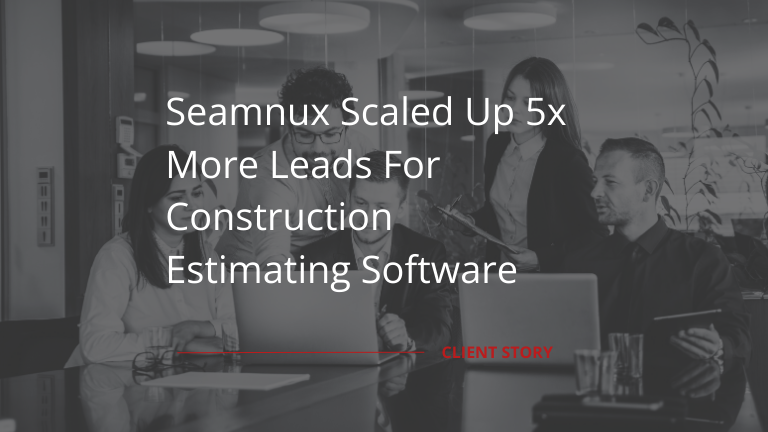 Seamnux Scaled Up 5x
More Leads For
Construction
Estimating Software
CLIENT STORY